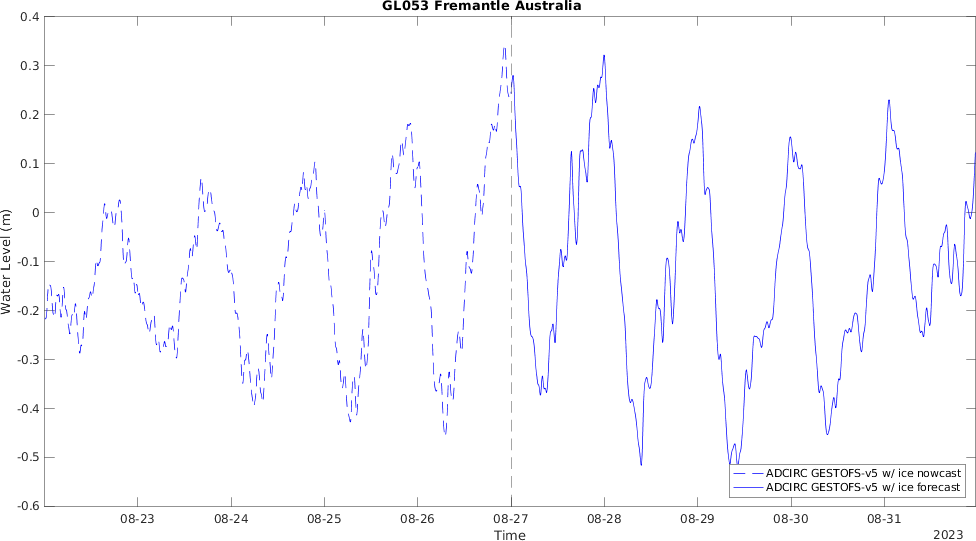 GL053 Fremantle Australia
0.4
0.3
0.2
0.1
0
-0.1
-0.2
-0.3
-0.4
-0.5
-0.6
Water Level (m)
ADCIRC GESTOFS-v5 w/ ice nowcast
ADCIRC GESTOFS-v5 w/ ice forecast
08-23 08-24 08-25 08-26 08-27 08-28 08-29 08-30 08-31
Time
2023